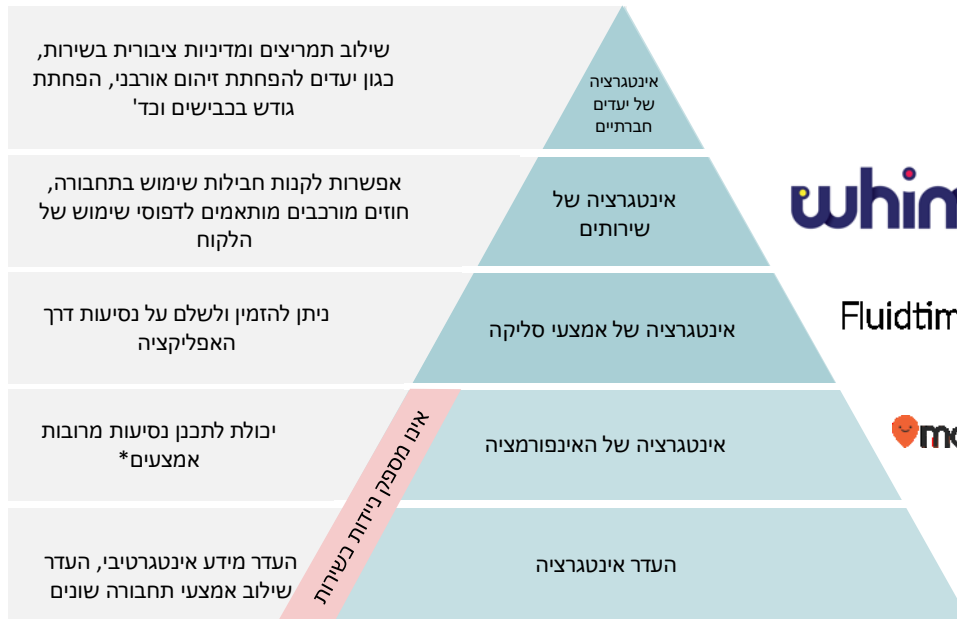 שילוב תמריצים ומדיניות ציבורית בשירות,
כגון יעדים להפחתת זיהום אורבני, הפחתת
גודש בכבישים וכד'
אינטגרציה
של יעדים
חברתיים
אפשרות לקנות חבילות שימוש בתחבורה,
חוזים מורכבים מותאמים לדפוסי שימוש של
הלקוח
אינטגרציה של
שירותים
whim
ניתן להזמין ולשלם על נסיעות דרך
האפליקציה
אינטגרציה של אמצעי סליקה
Fluidtim
יכולת לתכנן נסיעות מרובות
אמצעים*
אינטגרציה של האינפורמציה
אינו מספק ניידות כשירות
העדר מידע אינטגרטיבי, העדר
שילוב אמצעי תחבורה שונים
העדר אינטגרציה